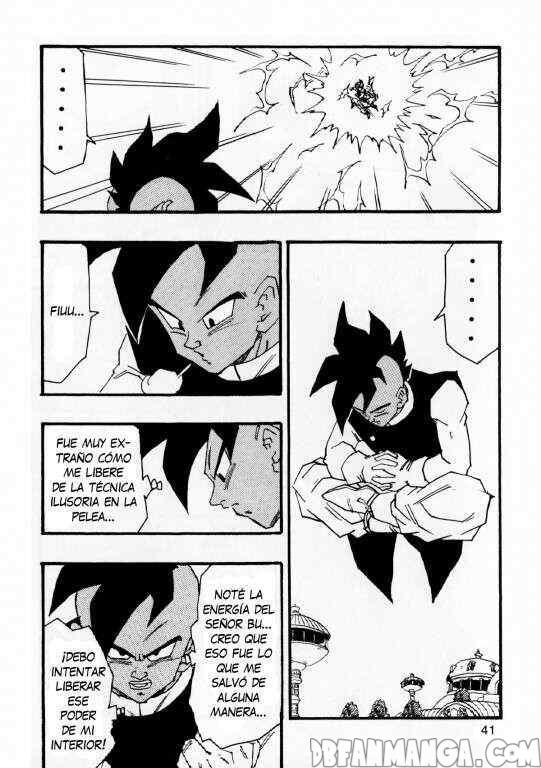 .....
....
FIUU...
FUE MUY EX-
TRAÑO CÓMO
ME LIBERE
DE LA TÉCNICA
ILUSORIA EN LA
PELEA...
NOTÉ LA
ENERGÍA DEL
SEÑOR BU...
CREO QUE
ESO FUE LO
QUE ME
SALVÓ DE
ALGUNA
MANERA...
¡DEBO
INTENTAR
LIBERAR
ESE
PODER
DE MI
INTERIOR!
41
DBFANMANGA.COM